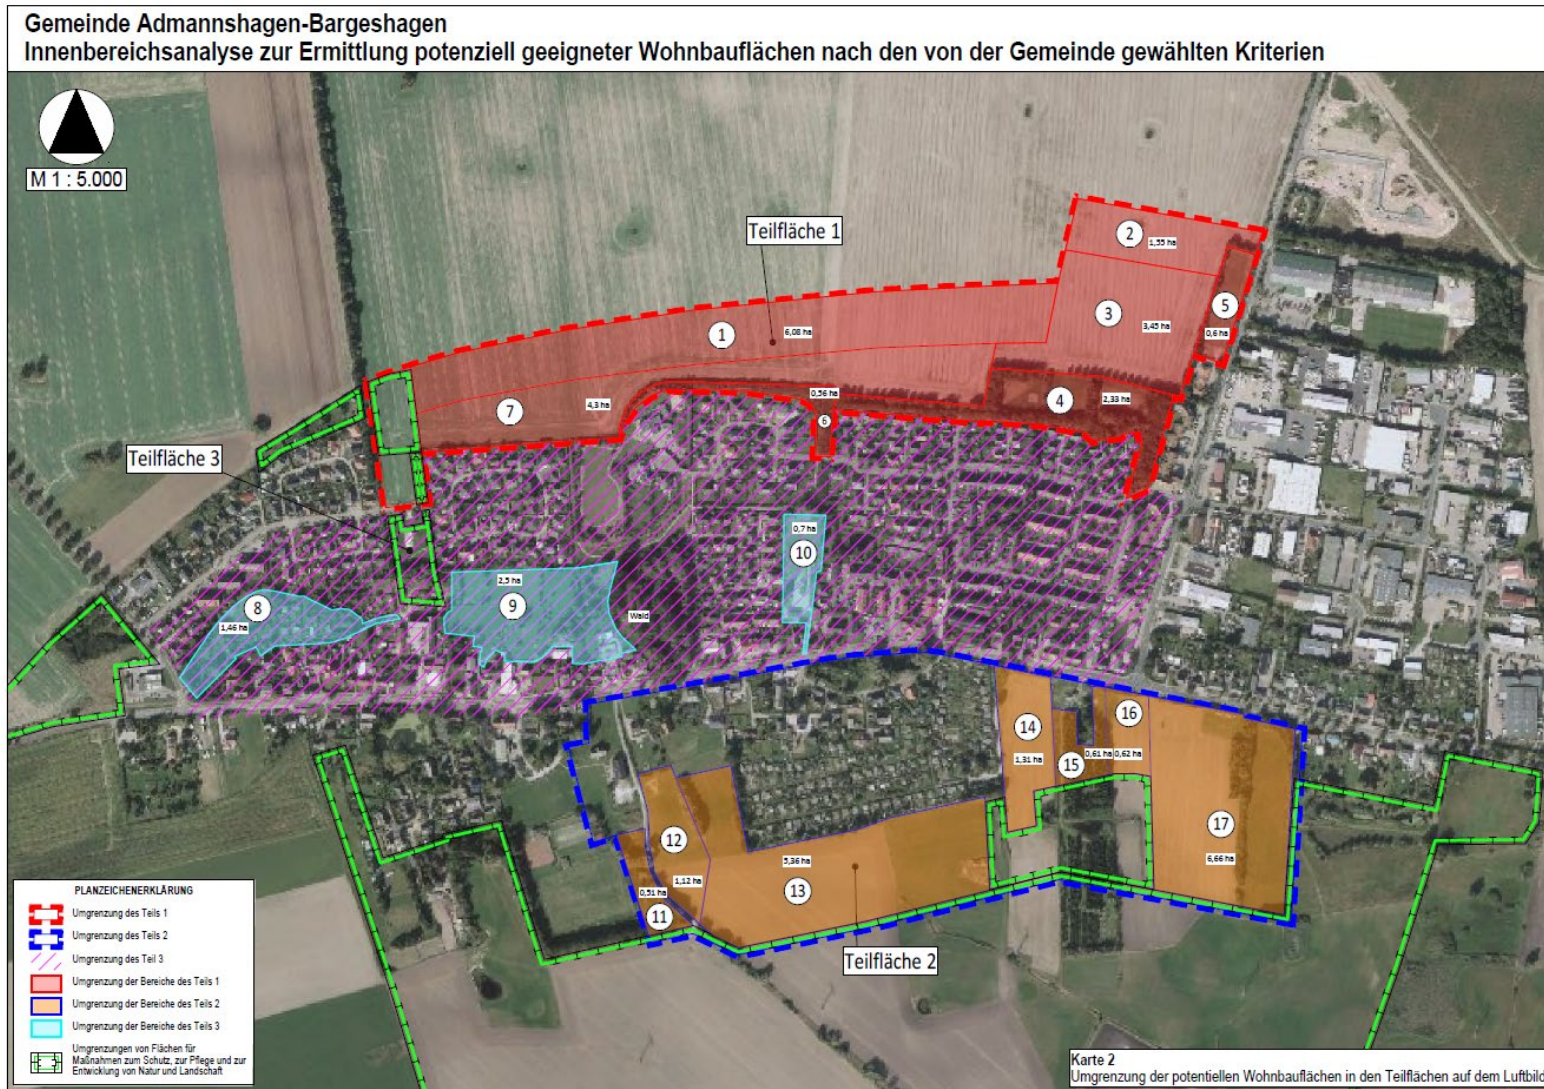 Gemeinde Admannshagen-Bargeshagen
Innenbereichsanalyse zur Ermittlung potenziell geeigneter Wohnbauflächen nach den von der Gemeinde gewählten Kriterien
M 1 : 5.000
Teilfläche 1
2
1,55 ha
5
0,6 ha
3
3,45 ha
1
6,08 ha
7
4,3 ha
0,56 ha
6
4
2,33 ha
Teilfläche 3
0,7 ha
10
2,5 ha
9
8
1,46 ha
Wald
14
1,31 ha
16
0,61 ha
0,62 ha
15
17
6,66 ha
12
1,12 ha
5,36 ha
13
0,51 ha
11
Teilfläche 2
PLANZEICHENERKLÄRUNG
Umgrenzung des Teils 1
Umgrenzung des Teils 2
Umgrenzung des Teil 3
Umgrenzung der Bereiche des Teils 1
Umgrenzung der Bereiche des Teils 2
Umgrenzung der Bereiche des Teils 3
Umgrenzungen von Flächen für
Maßnahmen zum Schutz, zur Pflege und zur
Entwicklung von Natur und Landschaft
Karte 2
Umgrenzung der potentiellen Wohnbauflächen in den Teilflächen auf dem Luftbild